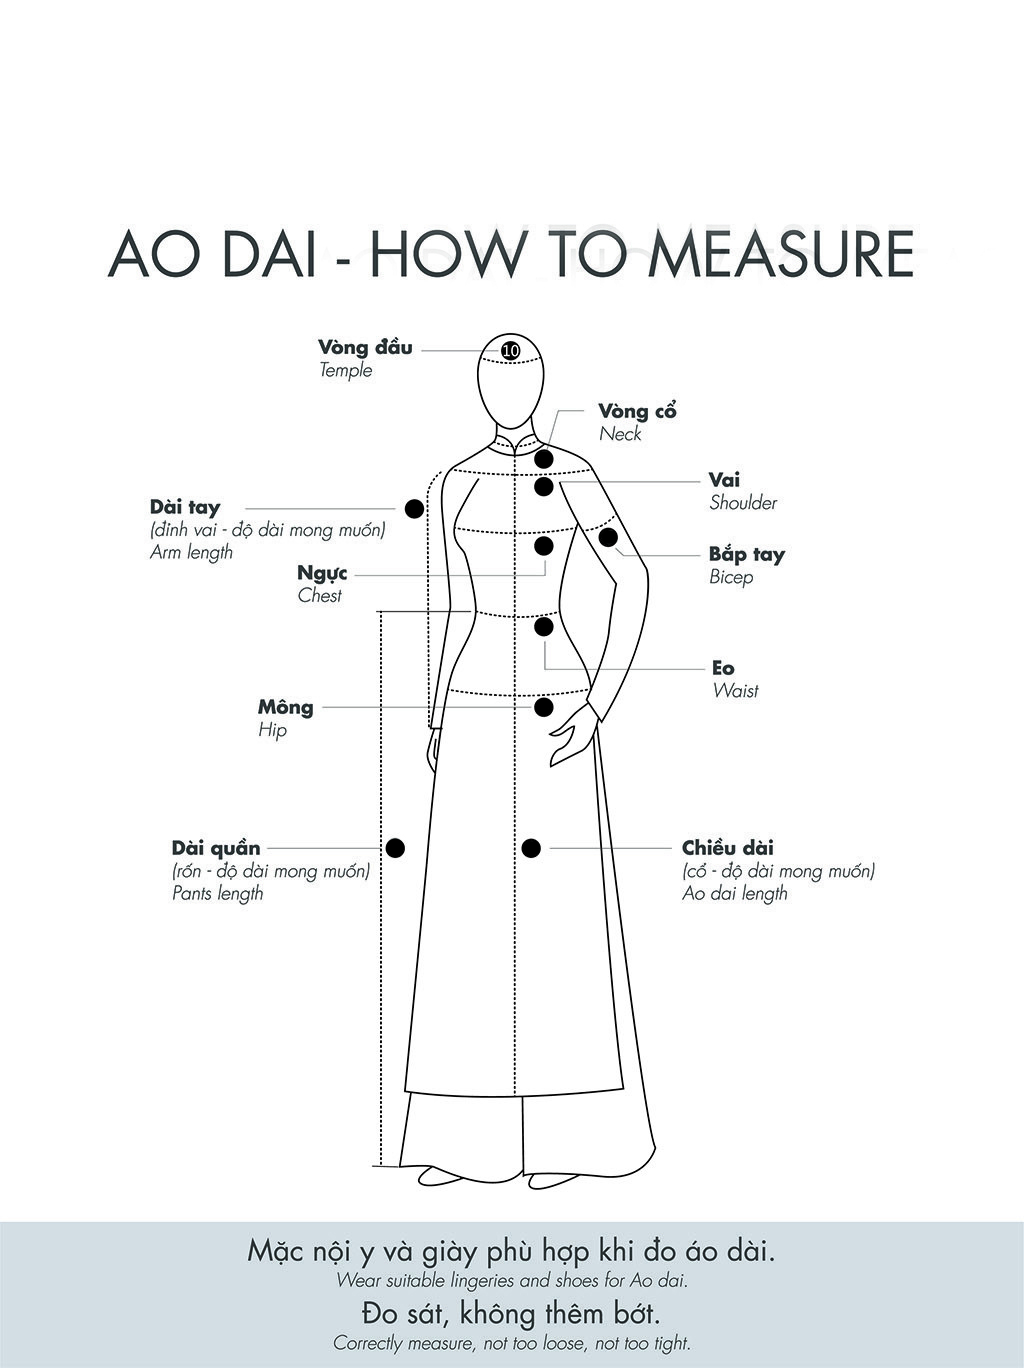 AO DAI - HOW TO MEASURE
Vòng đầu
Temple
10
Vòng cổ
Neck
Vai
Shoulder
Dài tay
(đỉnh vai - độ dài mong muốn)
Arm length
Bắp tay
Bicep
Ngực
Chest
Eo
Waist
Mông
Hip
Dài quần
(rốn - độ dài mong muốn)
Pants length
Chiều dài
(cổ - độ dài mong muốn)
Ao dai length
Mặc nội y và giày phù hợp khi đo áo dài.
Wear suitable lingeries and shoes for Ao dai.
Đo sát, không thêm bớt.
Correctly measure, not too loose, not too tight.